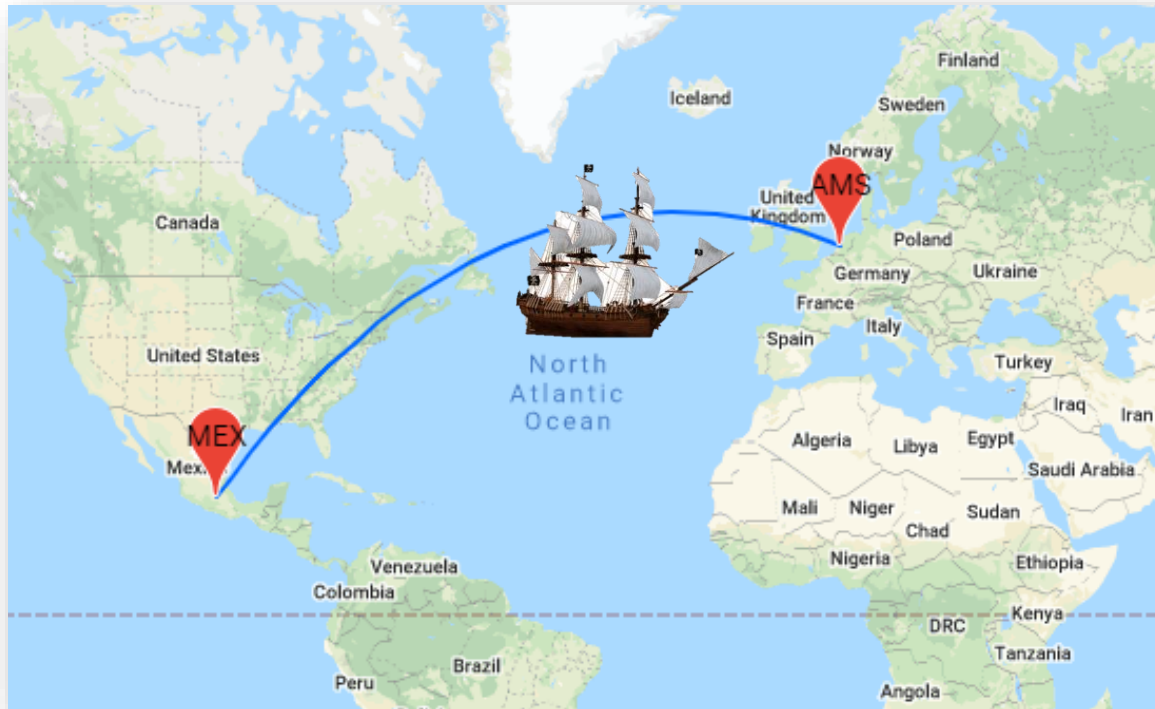 Finland
Iceland
Sweden
Norway
AMS
United
Kingdom
Canada
Poland
Germany
Ukraine
France
Italy
Spain
United States
North
Atlantic
Ocean
Turkey
Iraq
Iran
MEX
Algeria
Libya
Egypt
Saudi Arabia
Mali
Niger
Chad
Sudan
Nigeria
Ethiopia
Venezuela
Colombia
Kenya
DRC
Tanzania
Brazil
Peru
Angola